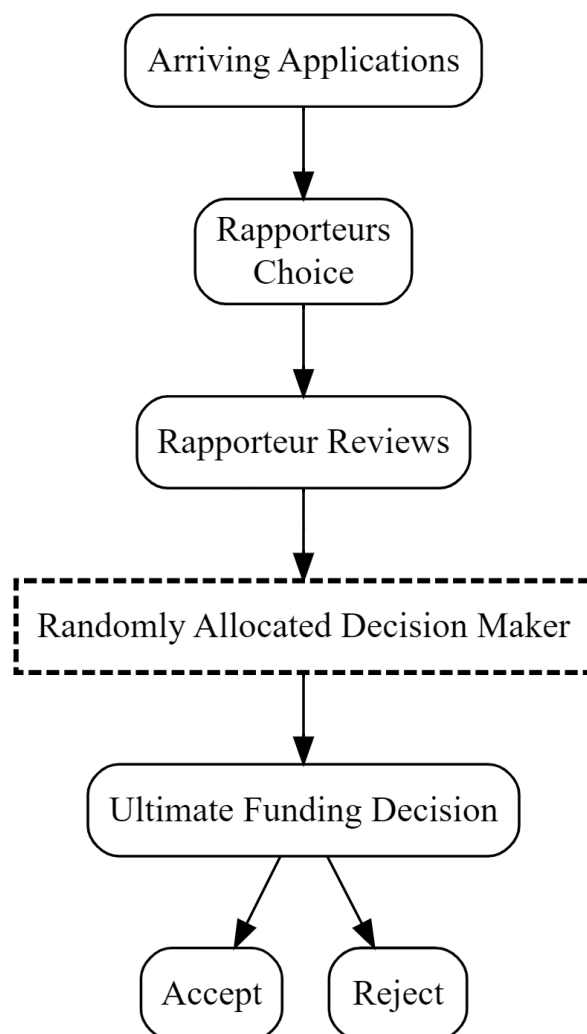 Arriving Applications
Rapporteurs
Choice
Rapporteur Reviews
Randomly Allocated Decision Maker
Ultimate Funding Decision
Accept
Reject